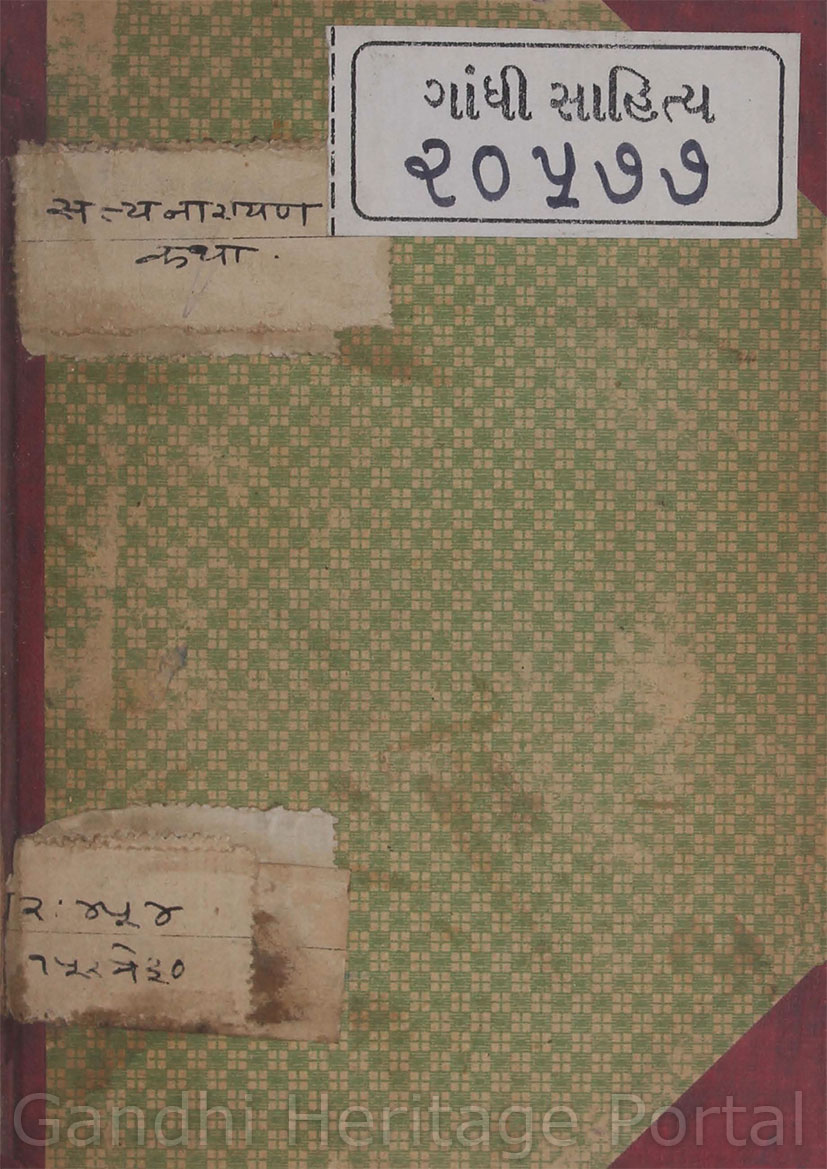 ગાંધી સાહિત્ય
૨૦૫૭૭
सत्यनारायण
कथा.
Gandhi Heritage Portal